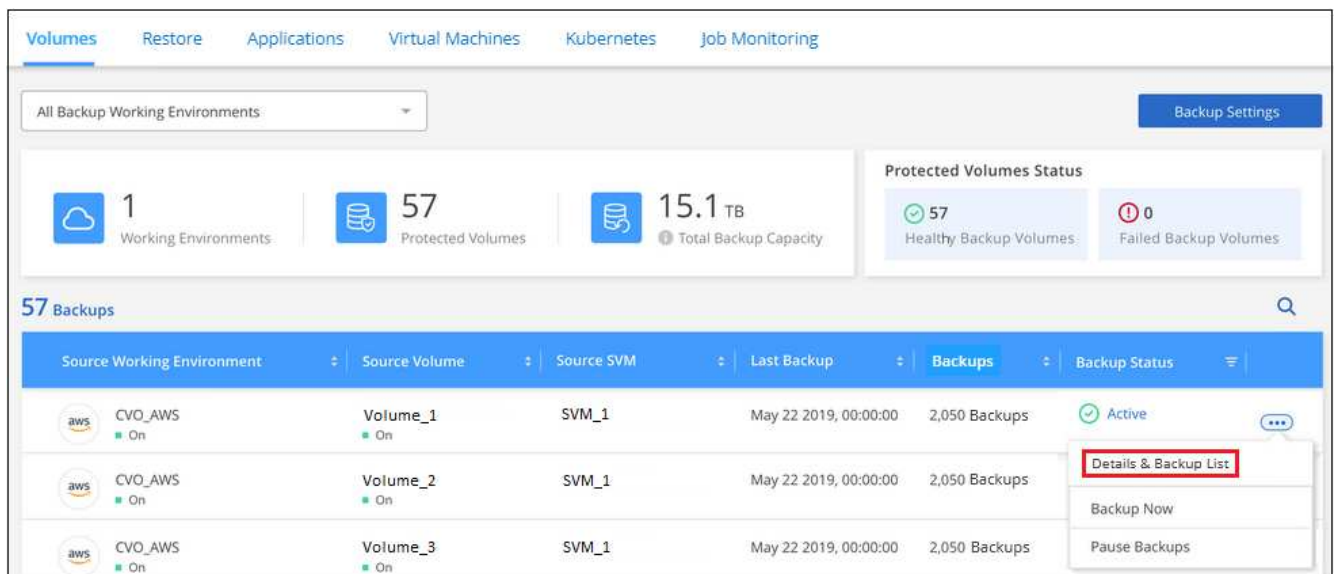 Volumes Restore Applications Virtual Machines Kubernetes Job Monitoring
All Backup Working Environments
Backup Settings
1
Working Environments
57
Protected Volumes
15.1 TB
Total Backup Capacity
Protected Volumes Status
57
Healthy Backup Volumes
0
Failed Backup Volumes
57 Backups
Source Working Environment Source Volume Source SVM Last Backup Backups Backup Status
aws CVO_AWS Volume_1 SVM_1 May 22 2019, 00:00:00 2,050 Backups Active
On On
Details & Backup List
aws CVO_AWS Volume_2 SVM_1 May 22 2019, 00:00:00 2,050 Backups
On On
Backup Now
aws CVO_AWS Volume_3 SVM_1 May 22 2019, 00:00:00 2,050 Backups
On On
Pause Backups